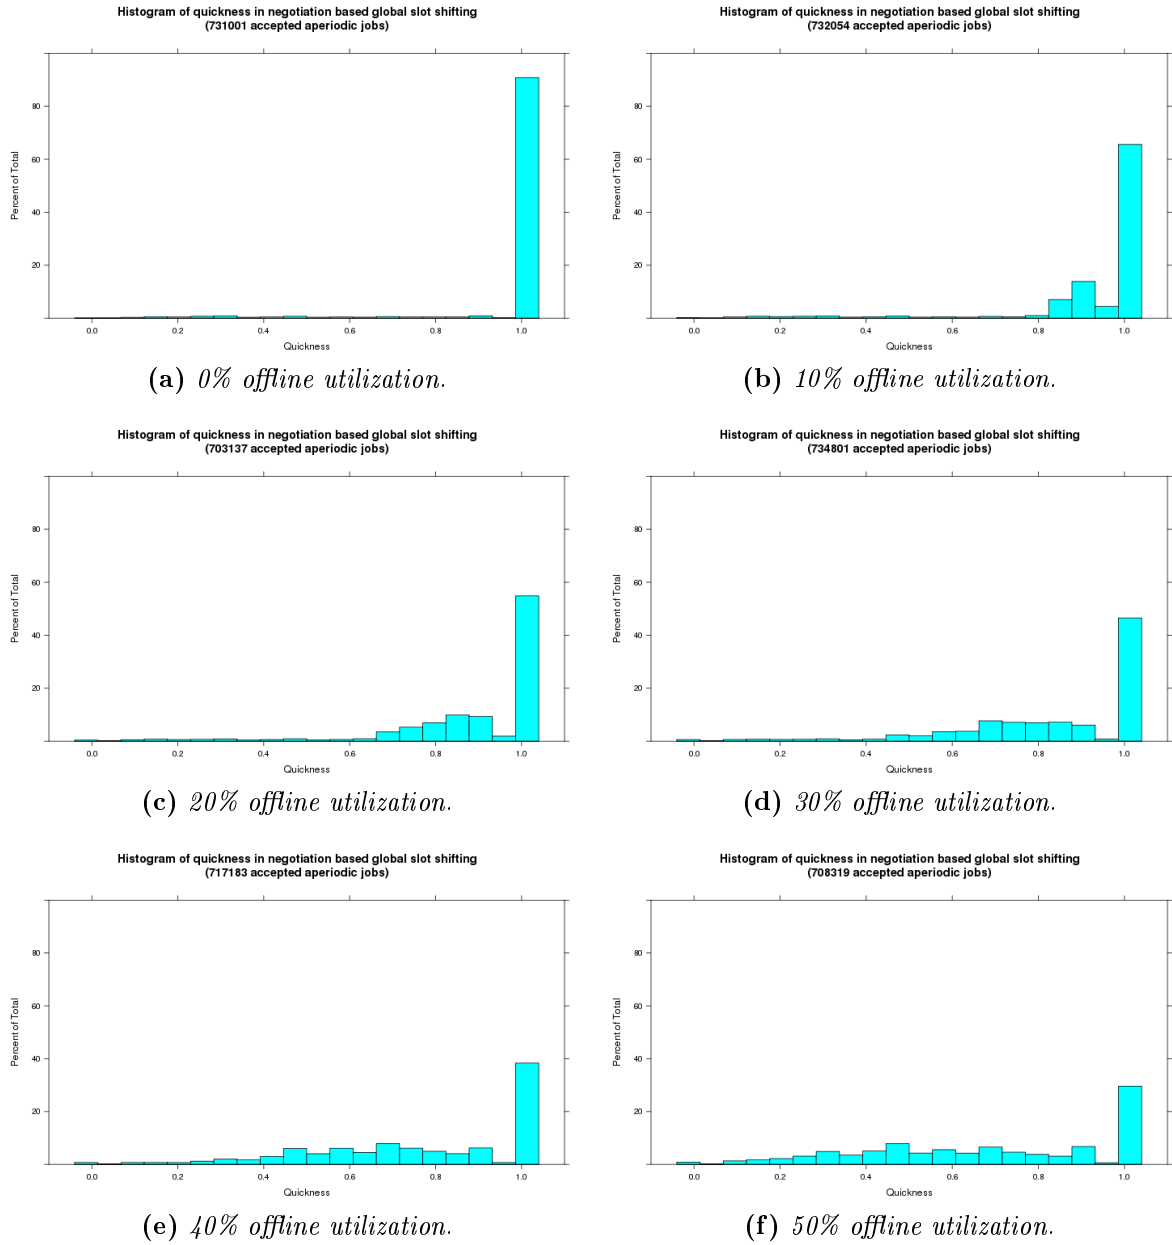 Histogram of quickness in negotiation based global slot shifting
(731001 accepted aperiodic jobs)
Percent of Total
80
60
40
20
0.0 0.2 0.4 0.6 0.8 1.0
Quickness
(a) 0% offline utilization.
Histogram of quickness in negotiation based global slot shifting
(732054 accepted aperiodic jobs)
Percent of Total
80
60
40
20
0.0 0.2 0.4 0.6 0.8 1.0
Quickness
(b) 10% offline utilization.
Histogram of quickness in negotiation based global slot shifting
(703137 accepted aperiodic jobs)
Percent of Total
80
60
40
20
0.0 0.2 0.4 0.6 0.8 1.0
Quickness
(c) 20% offline utilization.
Histogram of quickness in negotiation based global slot shifting
(734801 accepted aperiodic jobs)
Percent of Total
80
60
40
20
0.0 0.2 0.4 0.6 0.8 1.0
Quickness
(d) 30% offline utilization.
Histogram of quickness in negotiation based global slot shifting
(717183 accepted aperiodic jobs)
Percent of Total
80
60
40
20
0.0 0.2 0.4 0.6 0.8 1.0
Quickness
(e) 40% offline utilization.
Histogram of quickness in negotiation based global slot shifting
(708319 accepted aperiodic jobs)
Percent of Total
80
60
40
20
0.0 0.2 0.4 0.6 0.8 1.0
Quickness
(f) 50% offline utilization.